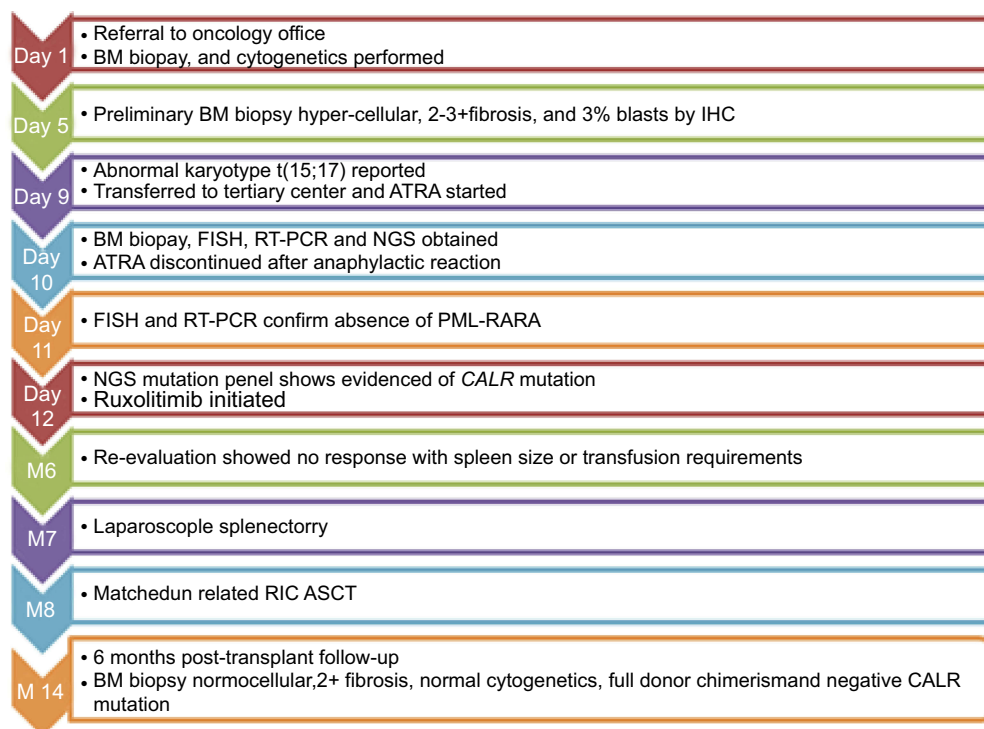 Day 1
• Referral to oncology office
• BM biopay, and cytogenetics performed
Day 5
• Preliminary BM biopsy hyper-cellular, 2-3+fibrosis, and 3% blasts by IHC
Day 9
• Abnormal karyotype t(15;17) reported
• Transferred to tertiary center and ATRA started
Day
10
• BM biopay, FISH, RT-PCR and NGS obtained
• ATRA discontinued after anaphylactic reaction
Day
11
• FISH and RT-PCR confirm absence of PML-RARA
Day
12
• NGS mutation penel shows evidenced of CALR mutation
• Ruxolitimib initiated
M6
• Re-evaluation showed no response with spleen size or transfusion requirements
M7
• Laparoscople splenectorry
M8
• Matchedun related RIC ASCT
M 14
• 6 months post-transplant follow-up
• BM biopsy normocellular,2+ fibrosis, normal cytogenetics, full donor chimerismand negative CALR
mutation